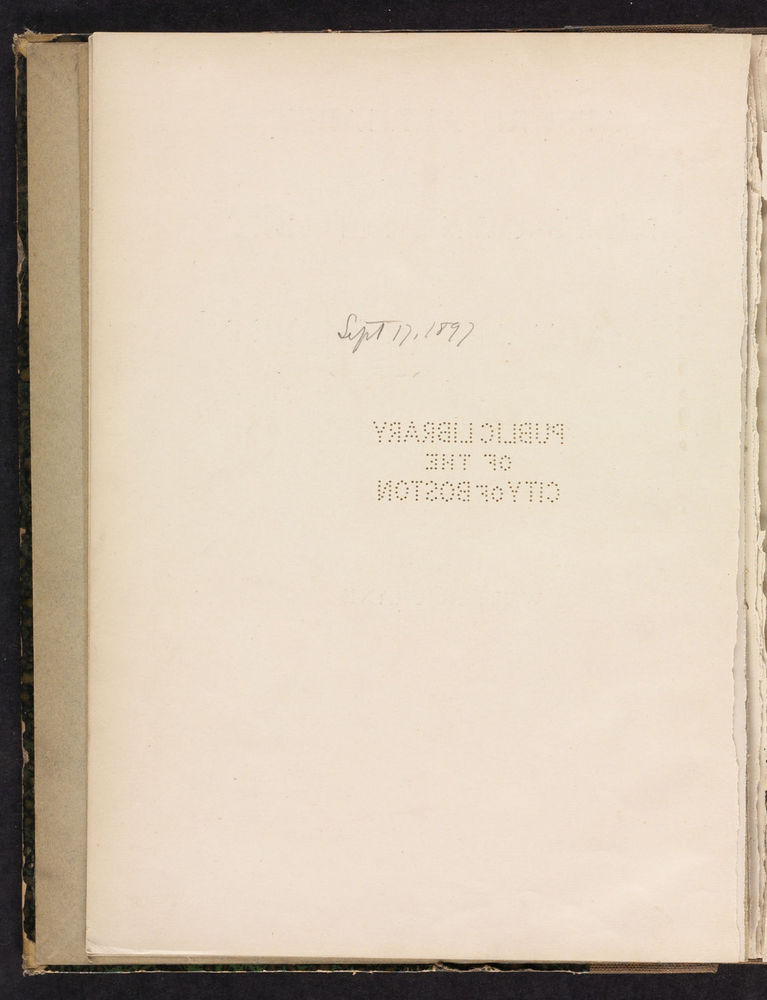 Sept 17, 1897
PUBLIC LIBRARY
OF THE
CITY OF BOSTON